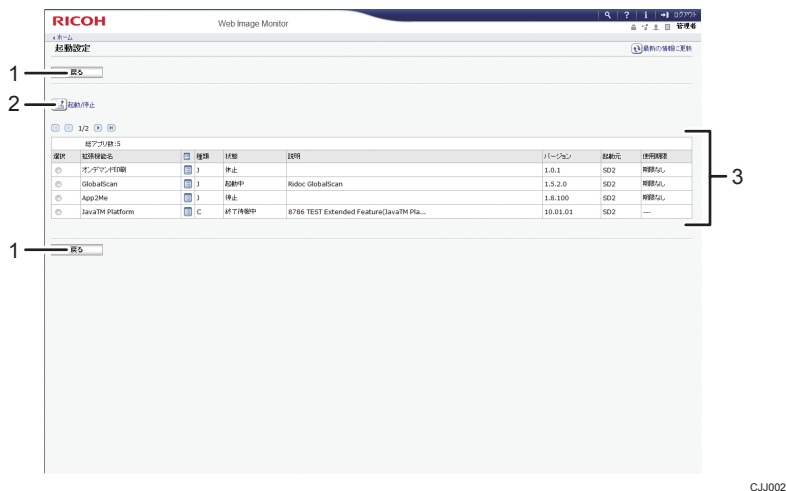 RICOH Web Image Monitor ? i ログアウト
ホーム 管理者
起動設定 最新の情報に更新
1 戻る
2 起動/停止
1/2
総アプリ数:5
選択 拡張機能名 種類 状態 説明 バージョン 起動元 使用期限
オンデマンド印刷 J 休止 1.0.1 SD2 期限なし
GlobalScan J 起動中 Ridoc GlobalScan 1.5.2.0 SD2 期限なし
App2Me J 停止 1.8.100 SD2 期限なし
JavaTM Platform C 終了待機中 8786 TEST Extended Feature(JavaTM Pla... 10.01.01 SD2 ---
3
1 戻る
CJJ002